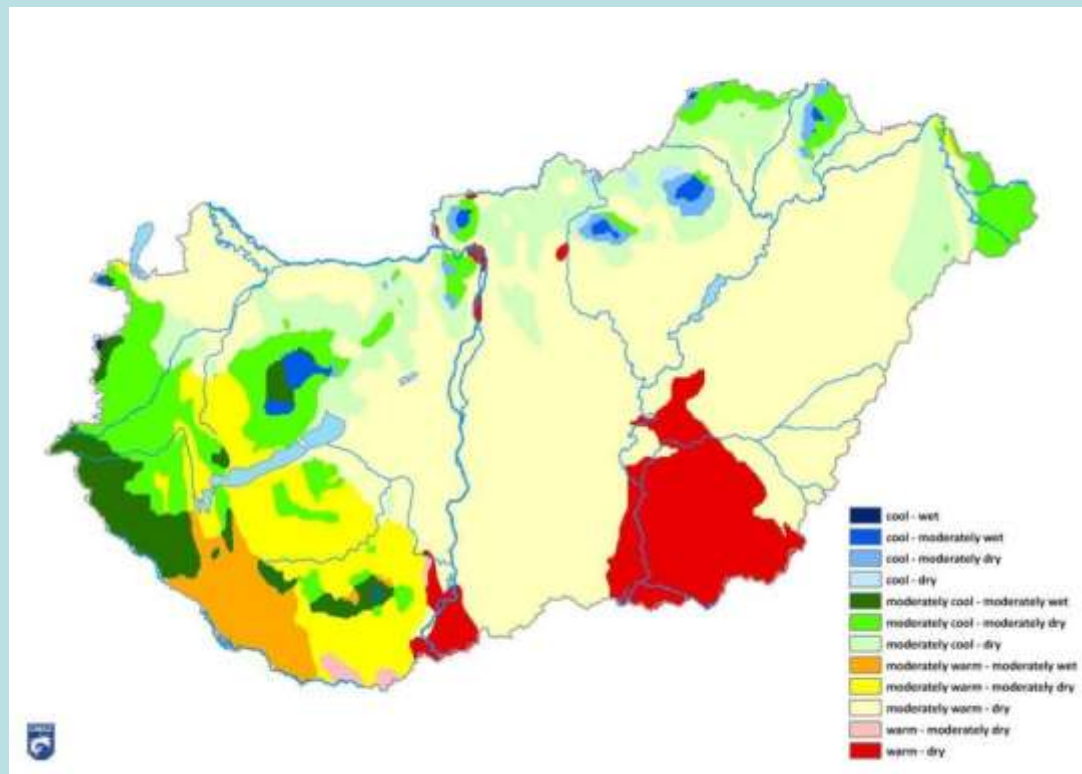 cool - wet
cool - moderately wet
cool - moderately dry
cool - dry
moderately cool - moderately wet
moderately cool - moderately dry
moderately cool - dry
moderately warm - moderately wet
moderately warm - moderately dry
moderately warm - dry
warm - moderately dry
warm - dry